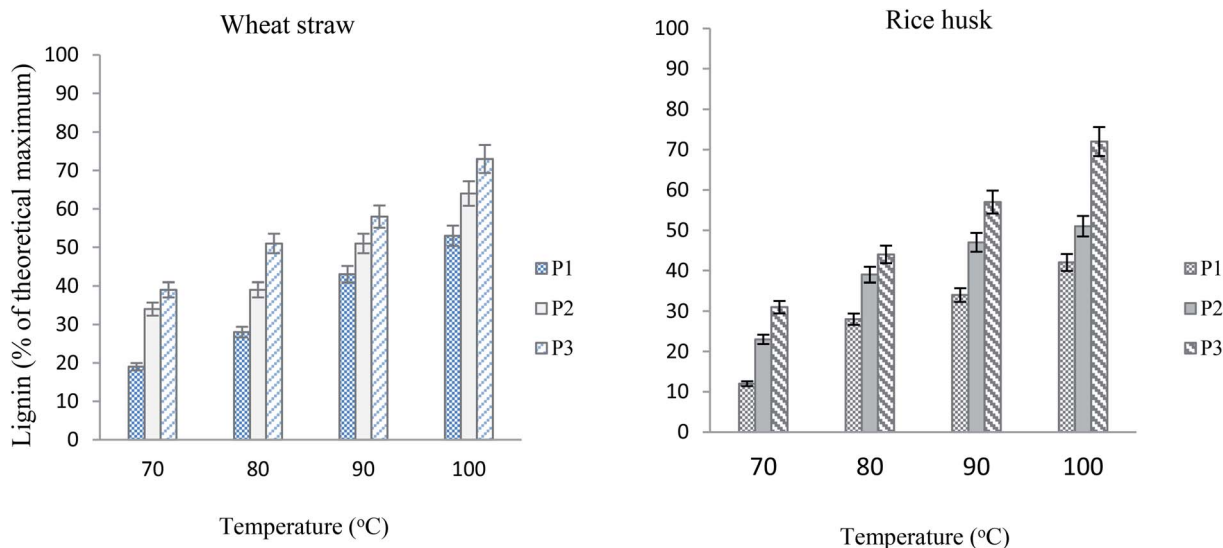 Wheat straw
Lignin (% of theoretical maximum)
100
90
80
70
60
50
40
30
20
10
0
70 80 90 100
Temperature (°C)
P1
P2
P3
Rice husk
100
90
80
70
60
50
40
30
20
10
0
70 80 90 100
Temperature (°C)
P1
P2
P3